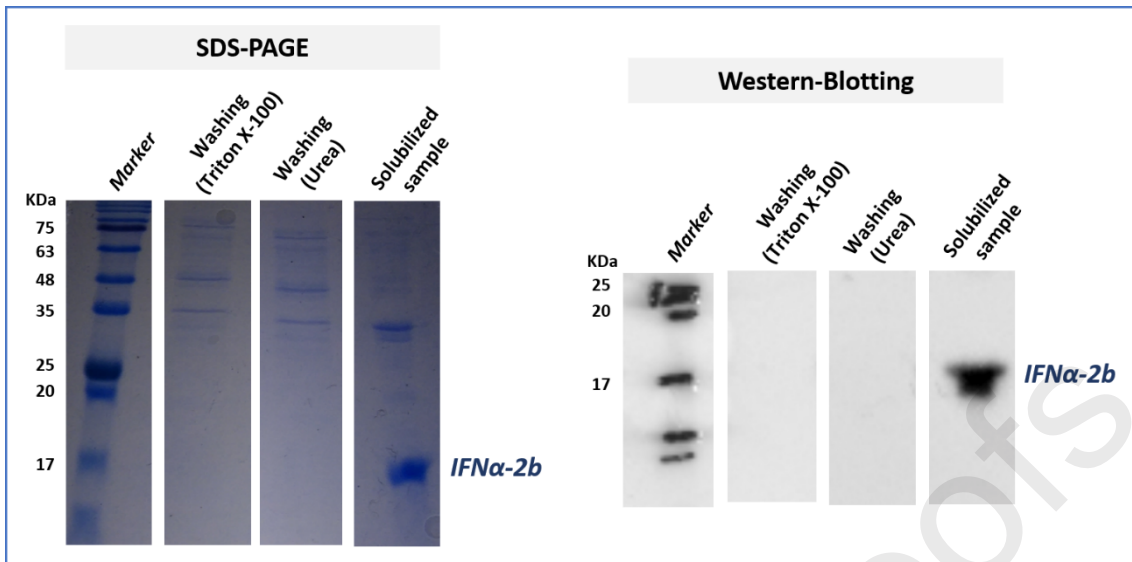 SDS-PAGE
Marker
Washing
(Triton X-100)
Washing
(Urea)
Solubilized
sample
KDa
75
63
48
35
25
20
17
IFNα-2b
Western-Blotting
Marker
Washing
(Triton X-100)
Washing
(Urea)
Solubilized
sample
KDa
25
20
17
IFNα-2b
oofs